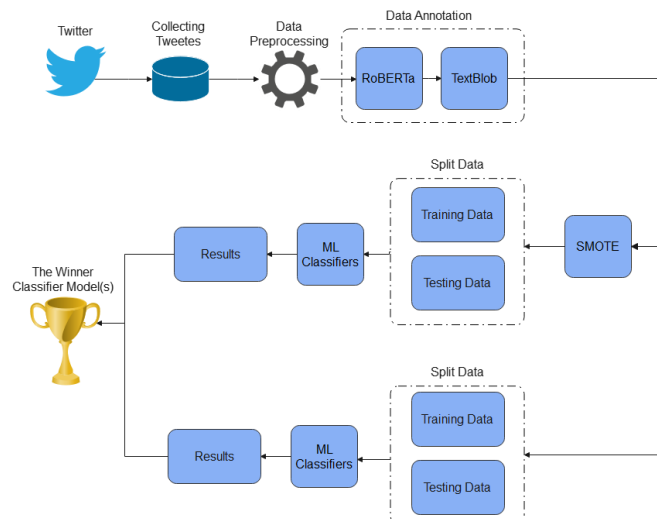 Twitter
Collecting
Tweetes
Data
Preprocessing
Data Annotation
RoBERTa
TextBlob
Split Data
Training Data
Testing Data
SMOTE
ML
Classifiers
Results
The Winner
Classifier Model(s)
Split Data
Training Data
Testing Data
ML
Classifiers
Results